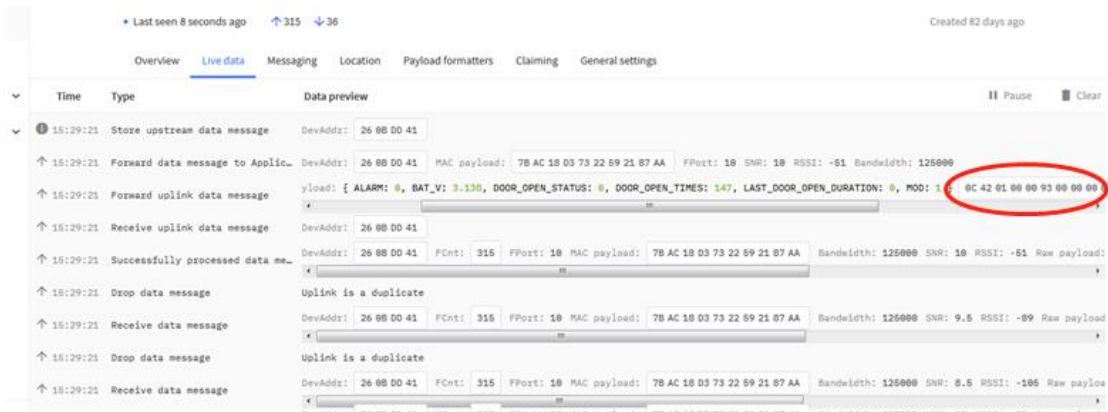 Last seen 8 seconds ago ↑ 315 ↓ 36 Created 82 days ago
Overview Live data Messaging Location Payload formatters Claiming General settings
Time Type Data preview Pause Clear
15:29:21 Store upstream data message DevAddr: 26 0B DD 41
15:29:21 Forward data message to Applic… DevAddr: 26 0B DD 41 MAC payload: 7B AC 18 D3 73 22 59 21 87 AA FPort: 10 SNR: 10 RSSI: -51 Bandwidth: 125000
15:29:21 Forward uplink data message yload: { ALARM: 0, BAT_V: 3.138, DOOR_OPEN_STATUS: 0, DOOR_OPEN_TIMES: 147, LAST_DOOR_OPEN_DURATION: 0, MOD: 1 } 0C 42 01 00 00 93 00 00 00
15:29:21 Receive uplink data message DevAddr: 26 0B DD 41
15:29:21 Successfully processed data me… DevAddr: 26 0B DD 41 FCnt: 315 FPort: 10 MAC payload: 7B AC 18 D3 73 22 59 21 87 AA Bandwidth: 125000 SNR: 10 RSSI: -51 Raw payload:
15:29:21 Drop data message Uplink is a duplicate
15:29:21 Receive data message DevAddr: 26 0B DD 41 FCnt: 315 FPort: 10 MAC payload: 7B AC 18 D3 73 22 59 21 87 AA Bandwidth: 125000 SNR: 9.5 RSSI: -89 Raw payload
15:29:21 Drop data message Uplink is a duplicate
15:29:21 Receive data message DevAddr: 26 0B DD 41 FCnt: 315 FPort: 10 MAC payload: 7B AC 18 D3 73 22 59 21 87 AA Bandwidth: 125000 SNR: 8.5 RSSI: -105 Raw payloa